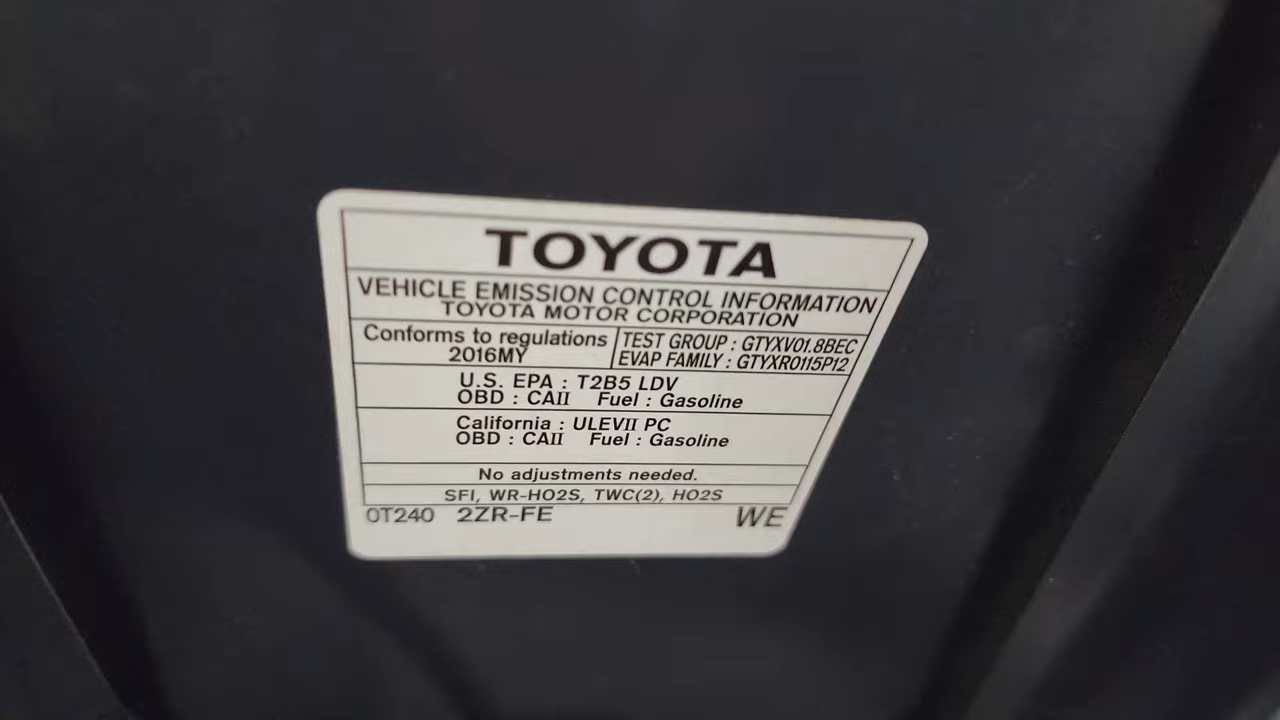 TOYOTA
VEHICLE EMISSION CONTROL INFORMATION
TOYOTA MOTOR CORPORATION
Conforms to regulations
2016MY
TEST GROUP : GTYXV01.8BEC
EVAP FAMILY : GTYXR0115P12
U.S. EPA : T2B5 LDV
OBD : CAII Fuel : Gasoline
California : ULEVII PC
OBD : CAII Fuel : Gasoline
No adjustments needed.
SFI, WR-HO2S, TWC(2), HO2S
0T240 2ZR-FE WE